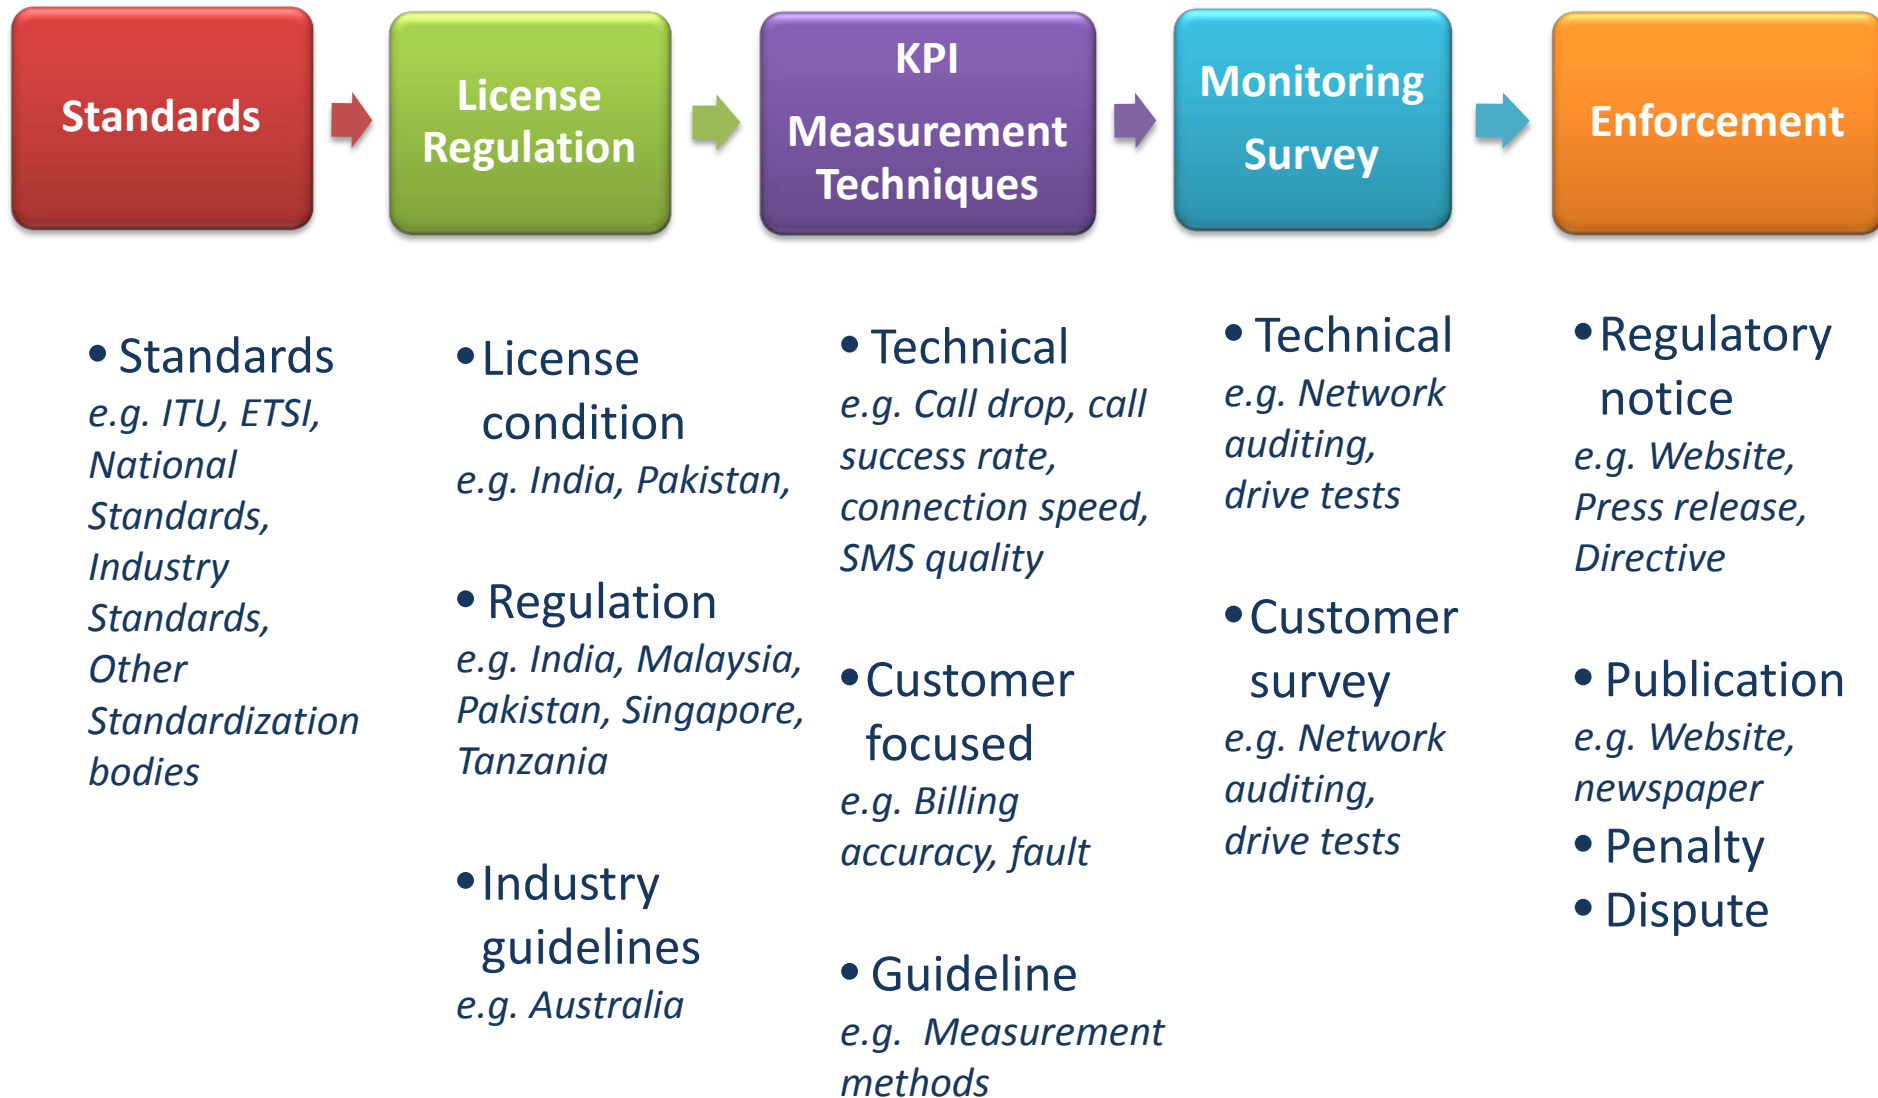 Standards
License
Regulation
KPI
Measurement
Techniques
Monitoring
Survey
Enforcement
• Standards
e.g. ITU, ETSI,
National
Standards,
Industry
Standards,
Other
Standardization
bodies
• License
condition
e.g. India, Pakistan,
• Regulation
e.g. India, Malaysia,
Pakistan, Singapore,
Tanzania
• Industry
guidelines
e.g. Australia
• Technical
e.g. Call drop, call
success rate,
connection speed,
SMS quality
• Customer
focused
e.g. Billing
accuracy, fault
• Guideline
e.g. Measurement
methods
• Technical
e.g. Network
auditing,
drive tests
• Customer
survey
e.g. Network
auditing,
drive tests
• Regulatory
notice
e.g. Website,
Press release,
Directive
• Publication
e.g. Website,
newspaper
• Penalty
• Dispute